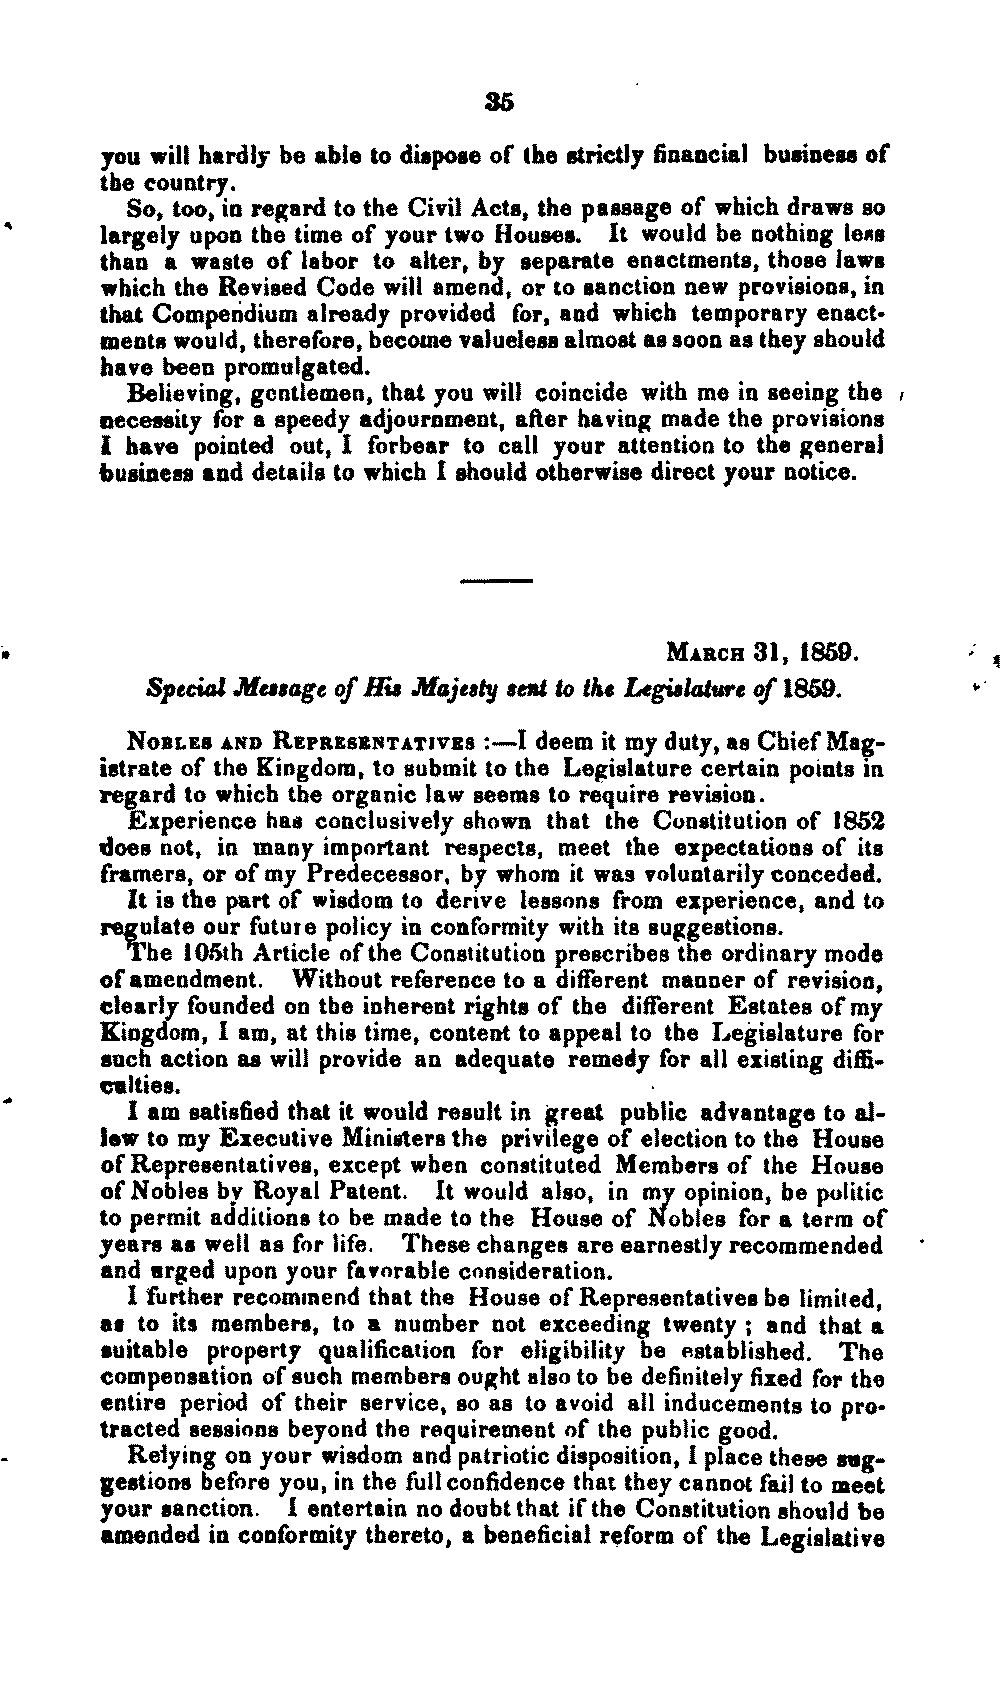 35
you will hardly be able to dispose of the strictly financial business of
the country.
So, too, in regard to the Civil Acts, the passage of which draws so
largely upon the time of your two Houses. It would be nothing less
than a waste of labor to alter, by separate enactments, those laws
which the Revised Code will amend, or to sanction new provisions, in
that Compendium already provided for, and which temporary enact-
ments would, therefore, become valueless almost as soon as they should
have been promulgated.
Believing, gentlemen, that you will coincide with me in seeing the
necessity for a speedy adjournment, after having made the provisions
I have pointed out, I forbear to call your attention to the general
business and details to which I should otherwise direct your notice.
MARCH 31, 1859.
Special Message of His Majesty sent to the Legislature of 1859.
NOBLES AND REPRESENTATIVES :—I deem it my duty, as Chief Mag-
istrate of the Kingdom, to submit to the Legislature certain points in
regard to which the organic law seems to require revision.
Experience has conclusively shown that the Constitution of 1852
does not, in many important respects, meet the expectations of its
framers, or of my Predecessor, by whom it was voluntarily conceded.
It is the part of wisdom to derive lessons from experience, and to
regulate our future policy in conformity with its suggestions.
The 105th Article of the Constitution prescribes the ordinary mode
of amendment. Without reference to a different manner of revision,
clearly founded on the inherent rights of the different Estates of my
Kingdom, I am, at this time, content to appeal to the Legislature for
such action as will provide an adequate remedy for all existing diffi-
culties.
I am satisfied that it would result in great public advantage to al-
low to my Executive Ministers the privilege of election to the House
of Representatives, except when constituted Members of the House
of Nobles by Royal Patent. It would also, in my opinion, be politic
to permit additions to be made to the House of Nobles for a term of
years as well as for life. These changes are earnestly recommended
and urged upon your favorable consideration.
I further recommend that the House of Representatives be limited,
as to its members, to a number not exceeding twenty ; and that a
suitable property qualification for eligibility be established. The
compensation of such members ought also to be definitely fixed for the
entire period of their service, so as to avoid all inducements to pro-
tracted sessions beyond the requirement of the public good.
Relying on your wisdom and patriotic disposition, I place these sug-
gestions before you, in the full confidence that they cannot fail to meet
your sanction. I entertain no doubt that if the Constitution should be
amended in conformity thereto, a beneficial reform of the Legislative